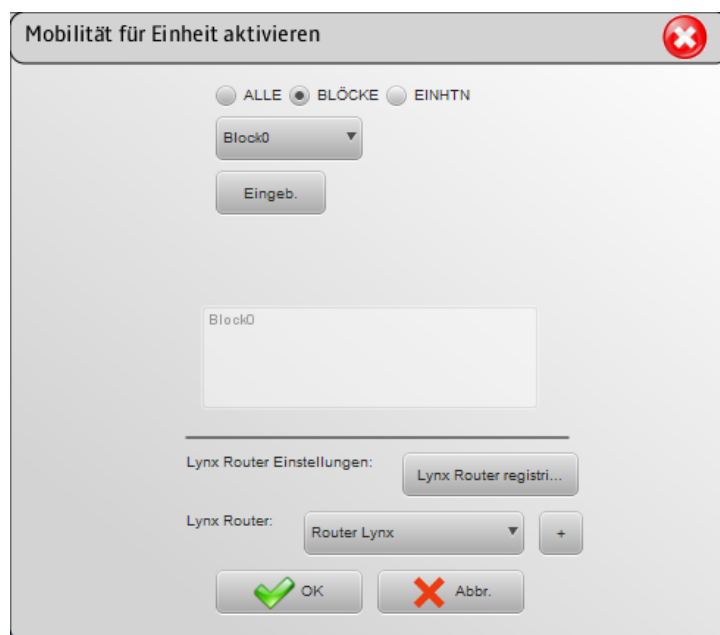 Mobilität für Einheit aktivieren
ALLE BLÖCKE EINHTN
Block0
Eingeb.
Block0
Lynx Router Einstellungen: Lynx Router registri...
Lynx Router: Router Lynx +
OK Abbr.